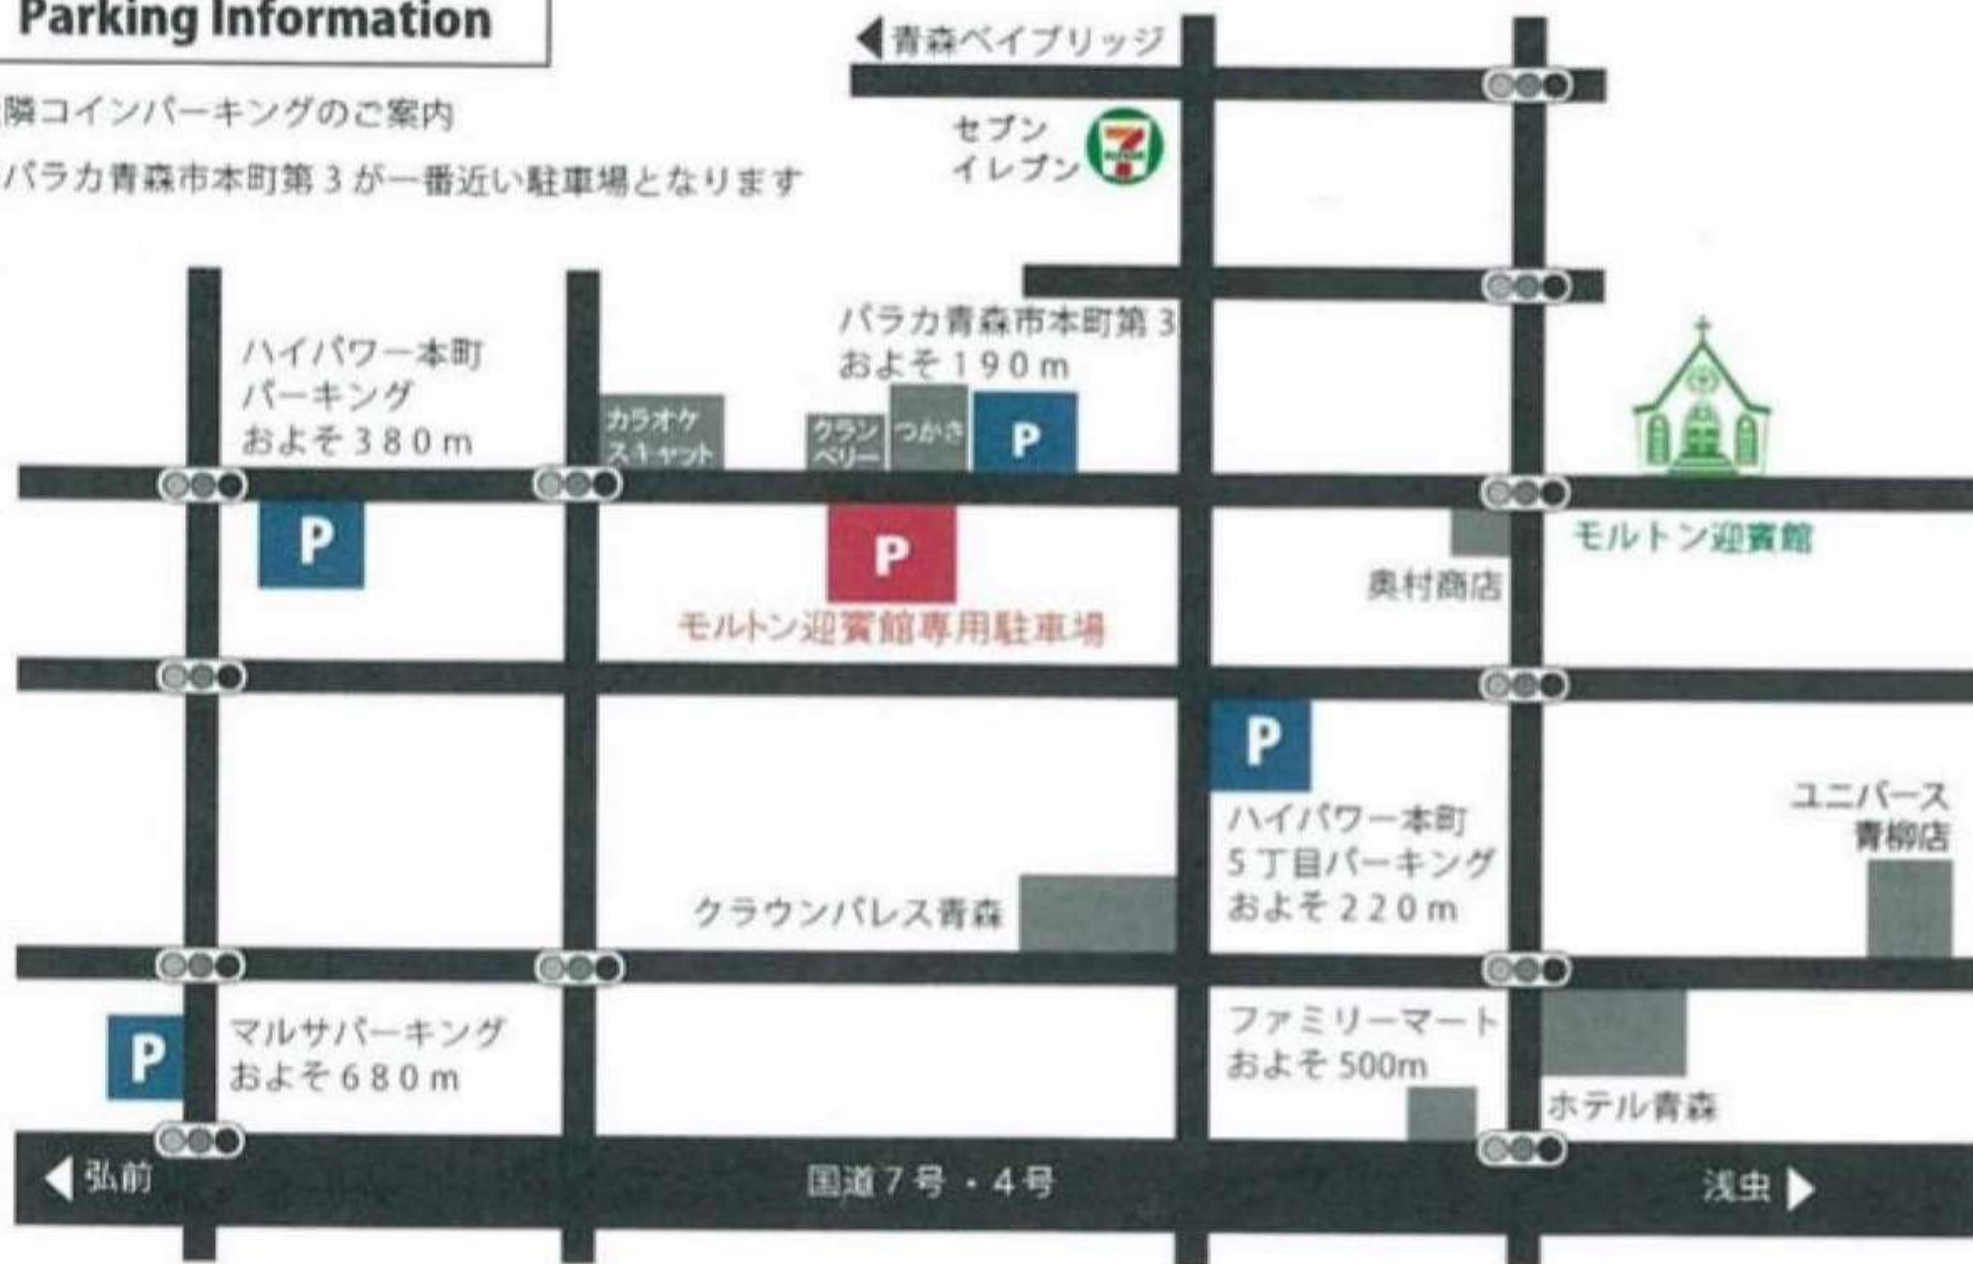 Parking Information
隣コインパーキングのご案内
パラカ青森市本町第3が一番近い駐車場となります
青森ベイブリッジ
セブン
イレブン
パラカ青森市本町第3
およそ190m
ハイパワー本町
パーキング
およそ380m
カラオケ
スキャット
クラン
ベリー
つかさ
P
P
P
モルトン迎賓館専用駐車場
奥村商店
モルトン迎賓館
P
ハイパワー本町
5丁目パーキング
およそ220m
ユニバース
青柳店
クラウンパレス青森
P
マルサパーキング
およそ680m
ファミリーマート
およそ500m
ホテル青森
弘前
国道7号・4号
浅虫